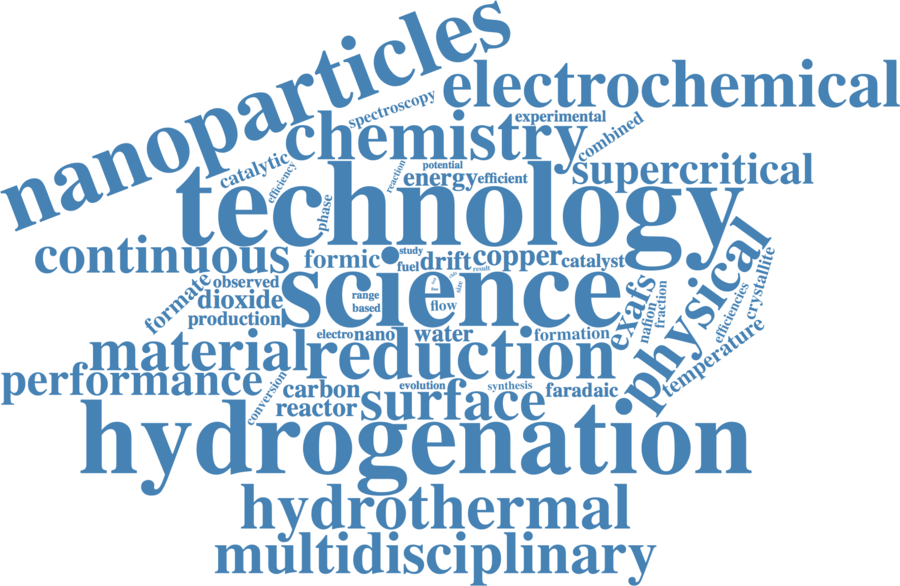 nanoparticles
electrochemical
spectroscopy
experimental
chemistry
combined
catalytic
efficiency
reaction
potential
energy
efficient
supercritical
technology
phase
continuous
formic
study
fuel
drift
result
copper
catalyst
physical
crystallite
formate
observed
dioxide
production
science
range
based
size
flow
exafs
nafion
fraction
efficiencies
temperature
electro
nano
water
formation
material
reduction
performance
conversion
carbon
reactor
evolution
synthesis
faradaic
surface
hydrogenation
hydrothermal
multidisciplinary